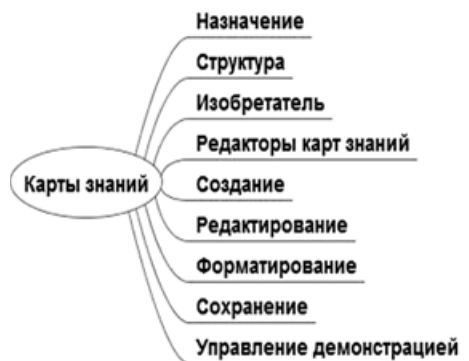 Назначение
Структура
Изобретатель
Редакторы карт знаний
Карты знаний
Создание
Редактирование
Форматирование
Сохранение
Управление демонстрацией